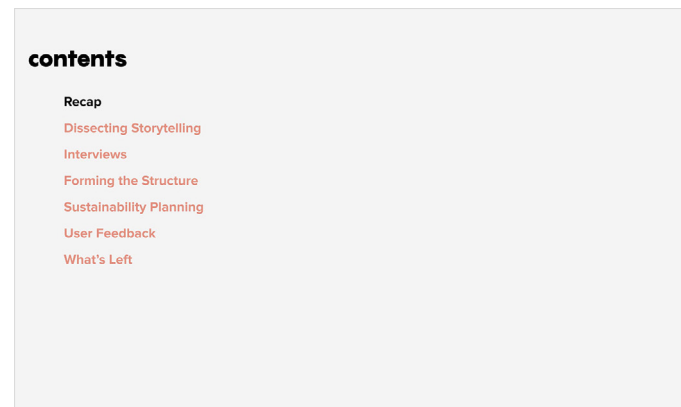 contents
Recap
Dissecting Storytelling
Interviews
Forming the Structure
Sustainability Planning
User Feedback
What's Left